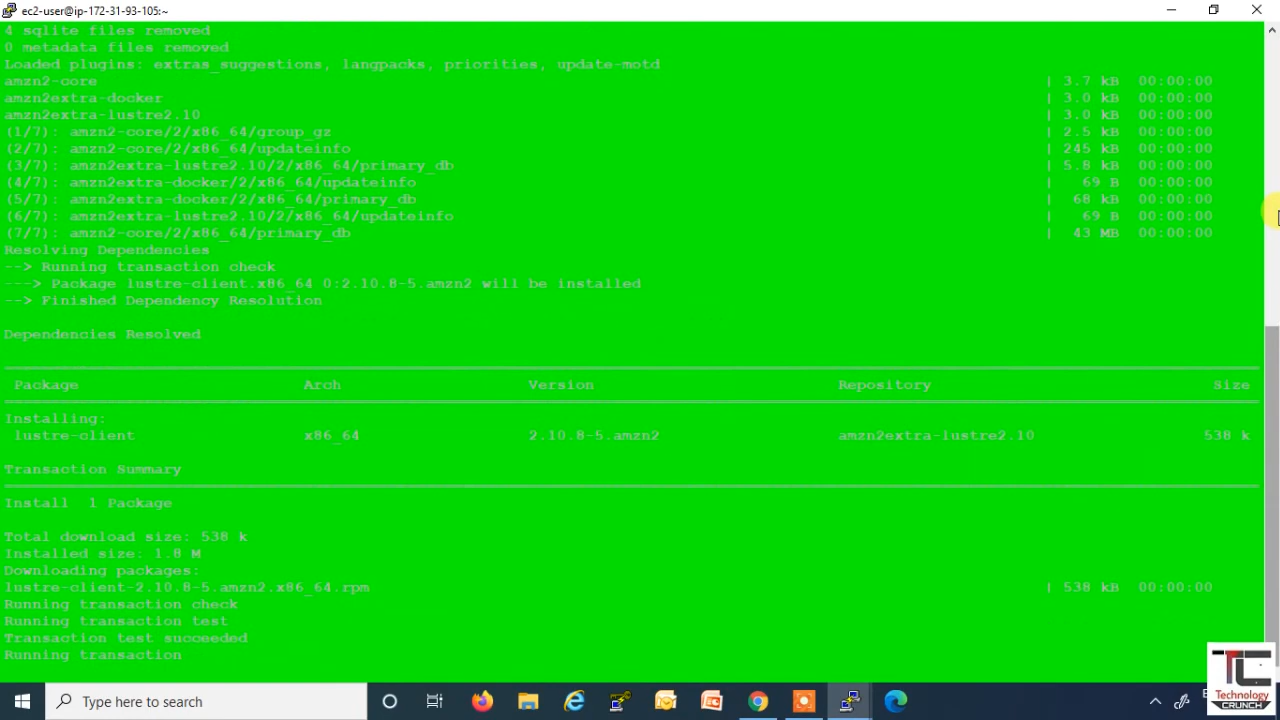 ec2-user@ip-172-31-93-105:~
4 sqlite files removed
0 metadata files removed
Loaded plugins: extras_suggestions, langpacks, priorities, update-motd
amzn2-core | 3.7 kB 00:00:00
amzn2extra-docker | 3.0 kB 00:00:00
amzn2extra-lustre2.10 | 3.0 kB 00:00:00
(1/7): amzn2-core/2/x86_64/group_gz | 2.5 kB 00:00:00
(2/7): amzn2-core/2/x86_64/updateinfo | 245 kB 00:00:00
(3/7): amzn2extra-lustre2.10/2/x86_64/primary_db | 5.8 kB 00:00:00
(4/7): amzn2extra-docker/2/x86_64/updateinfo | 69 B 00:00:00
(5/7): amzn2extra-docker/2/x86_64/primary_db | 68 kB 00:00:00
(6/7): amzn2extra-lustre2.10/2/x86_64/updateinfo | 69 B 00:00:00
(7/7): amzn2-core/2/x86_64/primary_db | 43 MB 00:00:00
Resolving Dependencies
--> Running transaction check
---> Package lustre-client.x86_64 0:2.10.8-5.amzn2 will be installed
--> Finished Dependency Resolution
Dependencies Resolved
Package Arch Version Repository Size
Installing:
lustre-client x86_64 2.10.8-5.amzn2 amzn2extra-lustre2.10 538 k
Transaction Summary
Install 1 Package
Total download size: 538 k
Installed size: 1.8 M
Downloading packages:
lustre-client-2.10.8-5.amzn2.x86_64.rpm | 538 kB 00:00:00
Running transaction check
Running transaction test
Transaction test succeeded
Running transaction
Type here to search
TC
Technology
CRUNCH